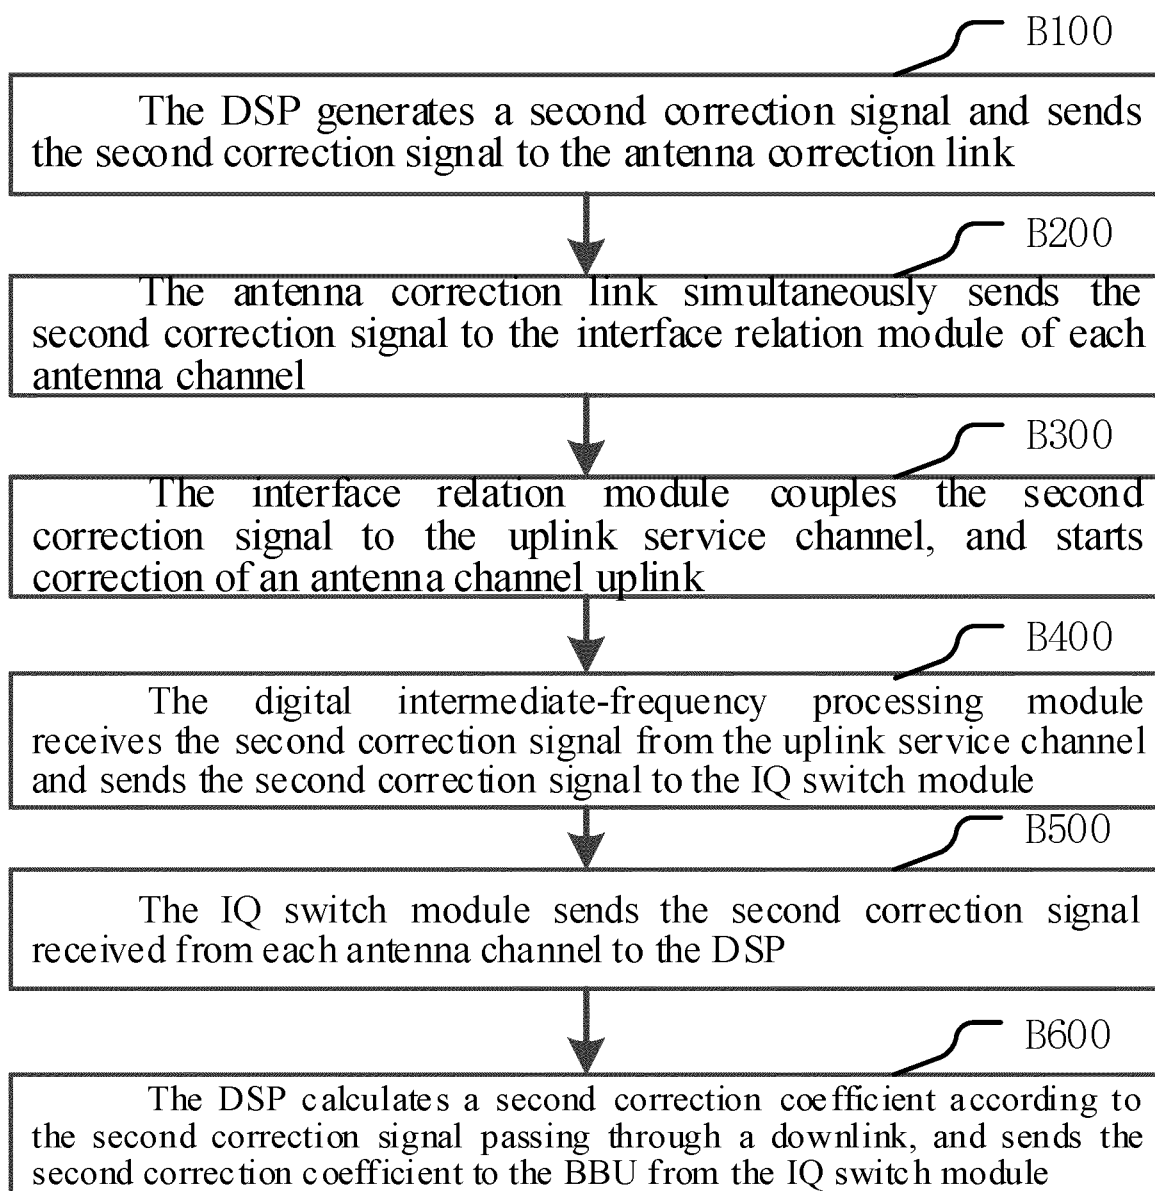 B100
The DSP generates a second correction signal and sends
the second correction signal to the antenna correction link
B200
The antenna correction link simultaneously sends the
second correction signal to the interface relation module of each
antenna channel
B300
The interface relation module couples the second
correction signal to the uplink service channel, and starts
correction of an antenna channel uplink
B400
The digital intermediate-frequency processing module
receives the second correction signal from the uplink service channel
and sends the second correction signal to the IQ switch module
B500
The IQ switch module sends the second correction signal
received from each antenna channel to the DSP
B600
The DSP calculates a second correction coefficient according to
the second correction signal passing through a downlink, and sends the
second correction coefficient to the BBU from the IQ switch module